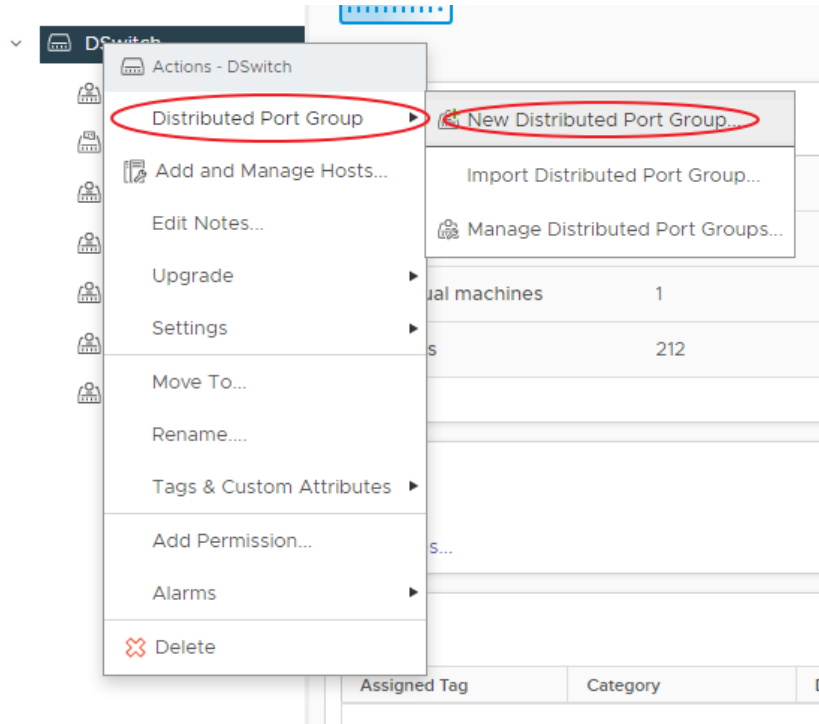 DSwitch
Actions - DSwitch
Distributed Port Group
New Distributed Port Group...
Add and Manage Hosts...
Import Distributed Port Group...
Edit Notes...
Manage Distributed Port Groups...
Upgrade
machines
1
Settings
212
Move To...
Rename....
Tags & Custom Attributes
Add Permission...
Alarms
Delete
Assigned Tag
Category